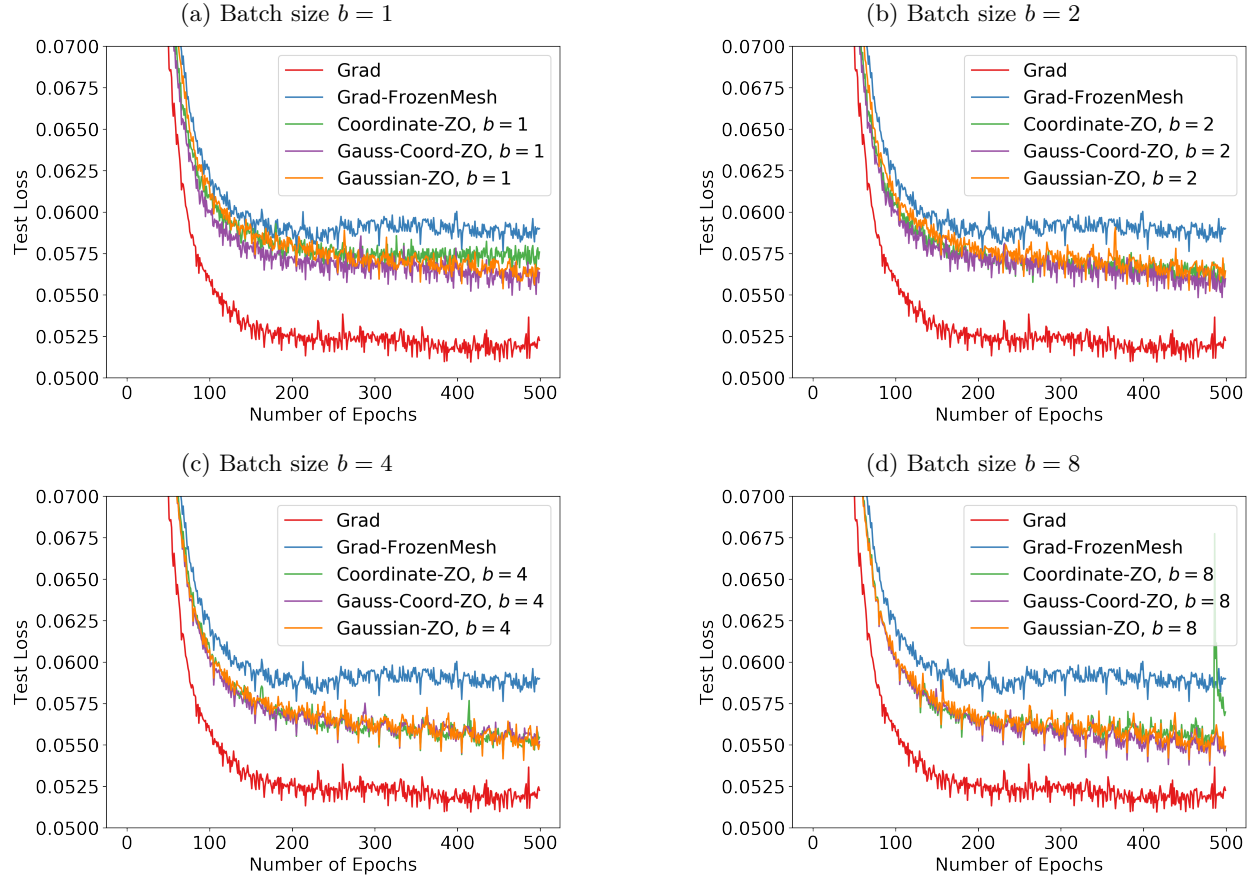 (a) Batch size b = 1
0.0700
0.0675
0.0650
0.0625
0.0600
0.0575
0.0550
0.0525
0.0500
Test Loss
Grad
Grad-FrozenMesh
Coordinate-ZO, b = 1
Gauss-Coord-ZO, b = 1
Gaussian-ZO, b = 1
0 100 200 300 400 500
Number of Epochs
(b) Batch size b = 2
0.0700
0.0675
0.0650
0.0625
0.0600
0.0575
0.0550
0.0525
0.0500
Test Loss
Grad
Grad-FrozenMesh
Coordinate-ZO, b = 2
Gauss-Coord-ZO, b = 2
Gaussian-ZO, b = 2
0 100 200 300 400 500
Number of Epochs
(c) Batch size b = 4
0.0700
0.0675
0.0650
0.0625
0.0600
0.0575
0.0550
0.0525
0.0500
Test Loss
Grad
Grad-FrozenMesh
Coordinate-ZO, b = 4
Gauss-Coord-ZO, b = 4
Gaussian-ZO, b = 4
0 100 200 300 400 500
Number of Epochs
(d) Batch size b = 8
0.0700
0.0675
0.0650
0.0625
0.0600
0.0575
0.0550
0.0525
0.0500
Test Loss
Grad
Grad-FrozenMesh
Coordinate-ZO, b = 8
Gauss-Coord-ZO, b = 8
Gaussian-ZO, b = 8
0 100 200 300 400 500
Number of Epochs